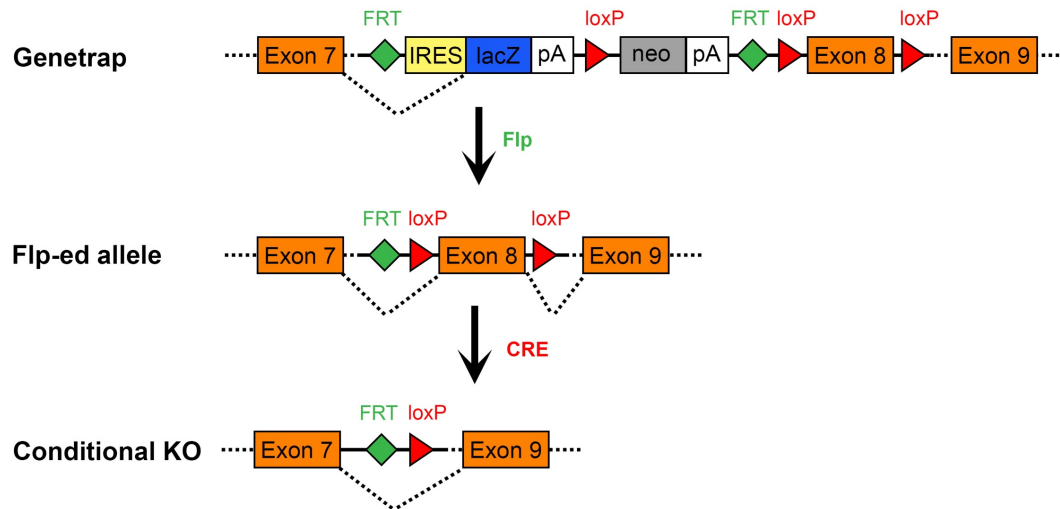 FRT loxP FRT loxP loxP
Genetrap Exon 7 IRES lacZ pA neo pA Exon 8 Exon 9
Flp
FRT loxP loxP
Flp-ed allele Exon 7 Exon 8 Exon 9
CRE
FRT loxP
Conditional KO Exon 7 Exon 9